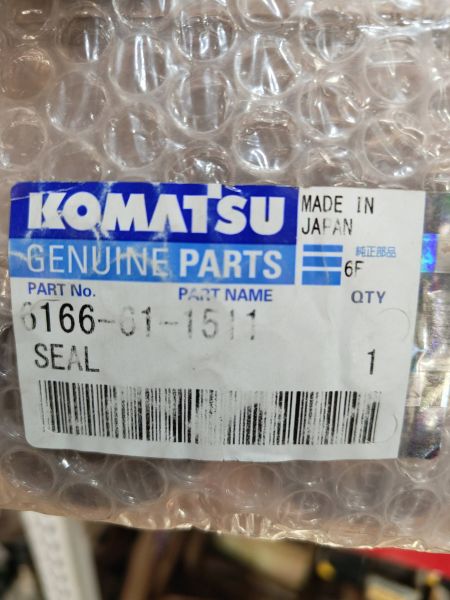 KOMATSU
MADE IN
JAPAN
GENUINE PARTS
純正部品
6F
PART No.
PART NAME
QTY
6166-61-1511
SEAL
1